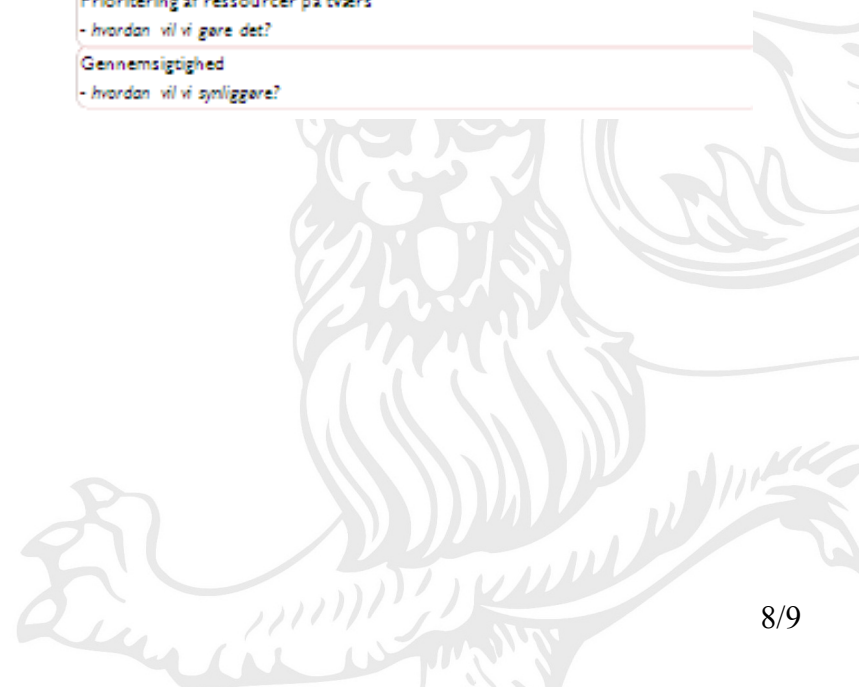 Prioritering af ressourcer på tværs
- hvordan vil vi gøre det?
Gennemsigtighed
- hvordan vil vi synliggøre?
8/9